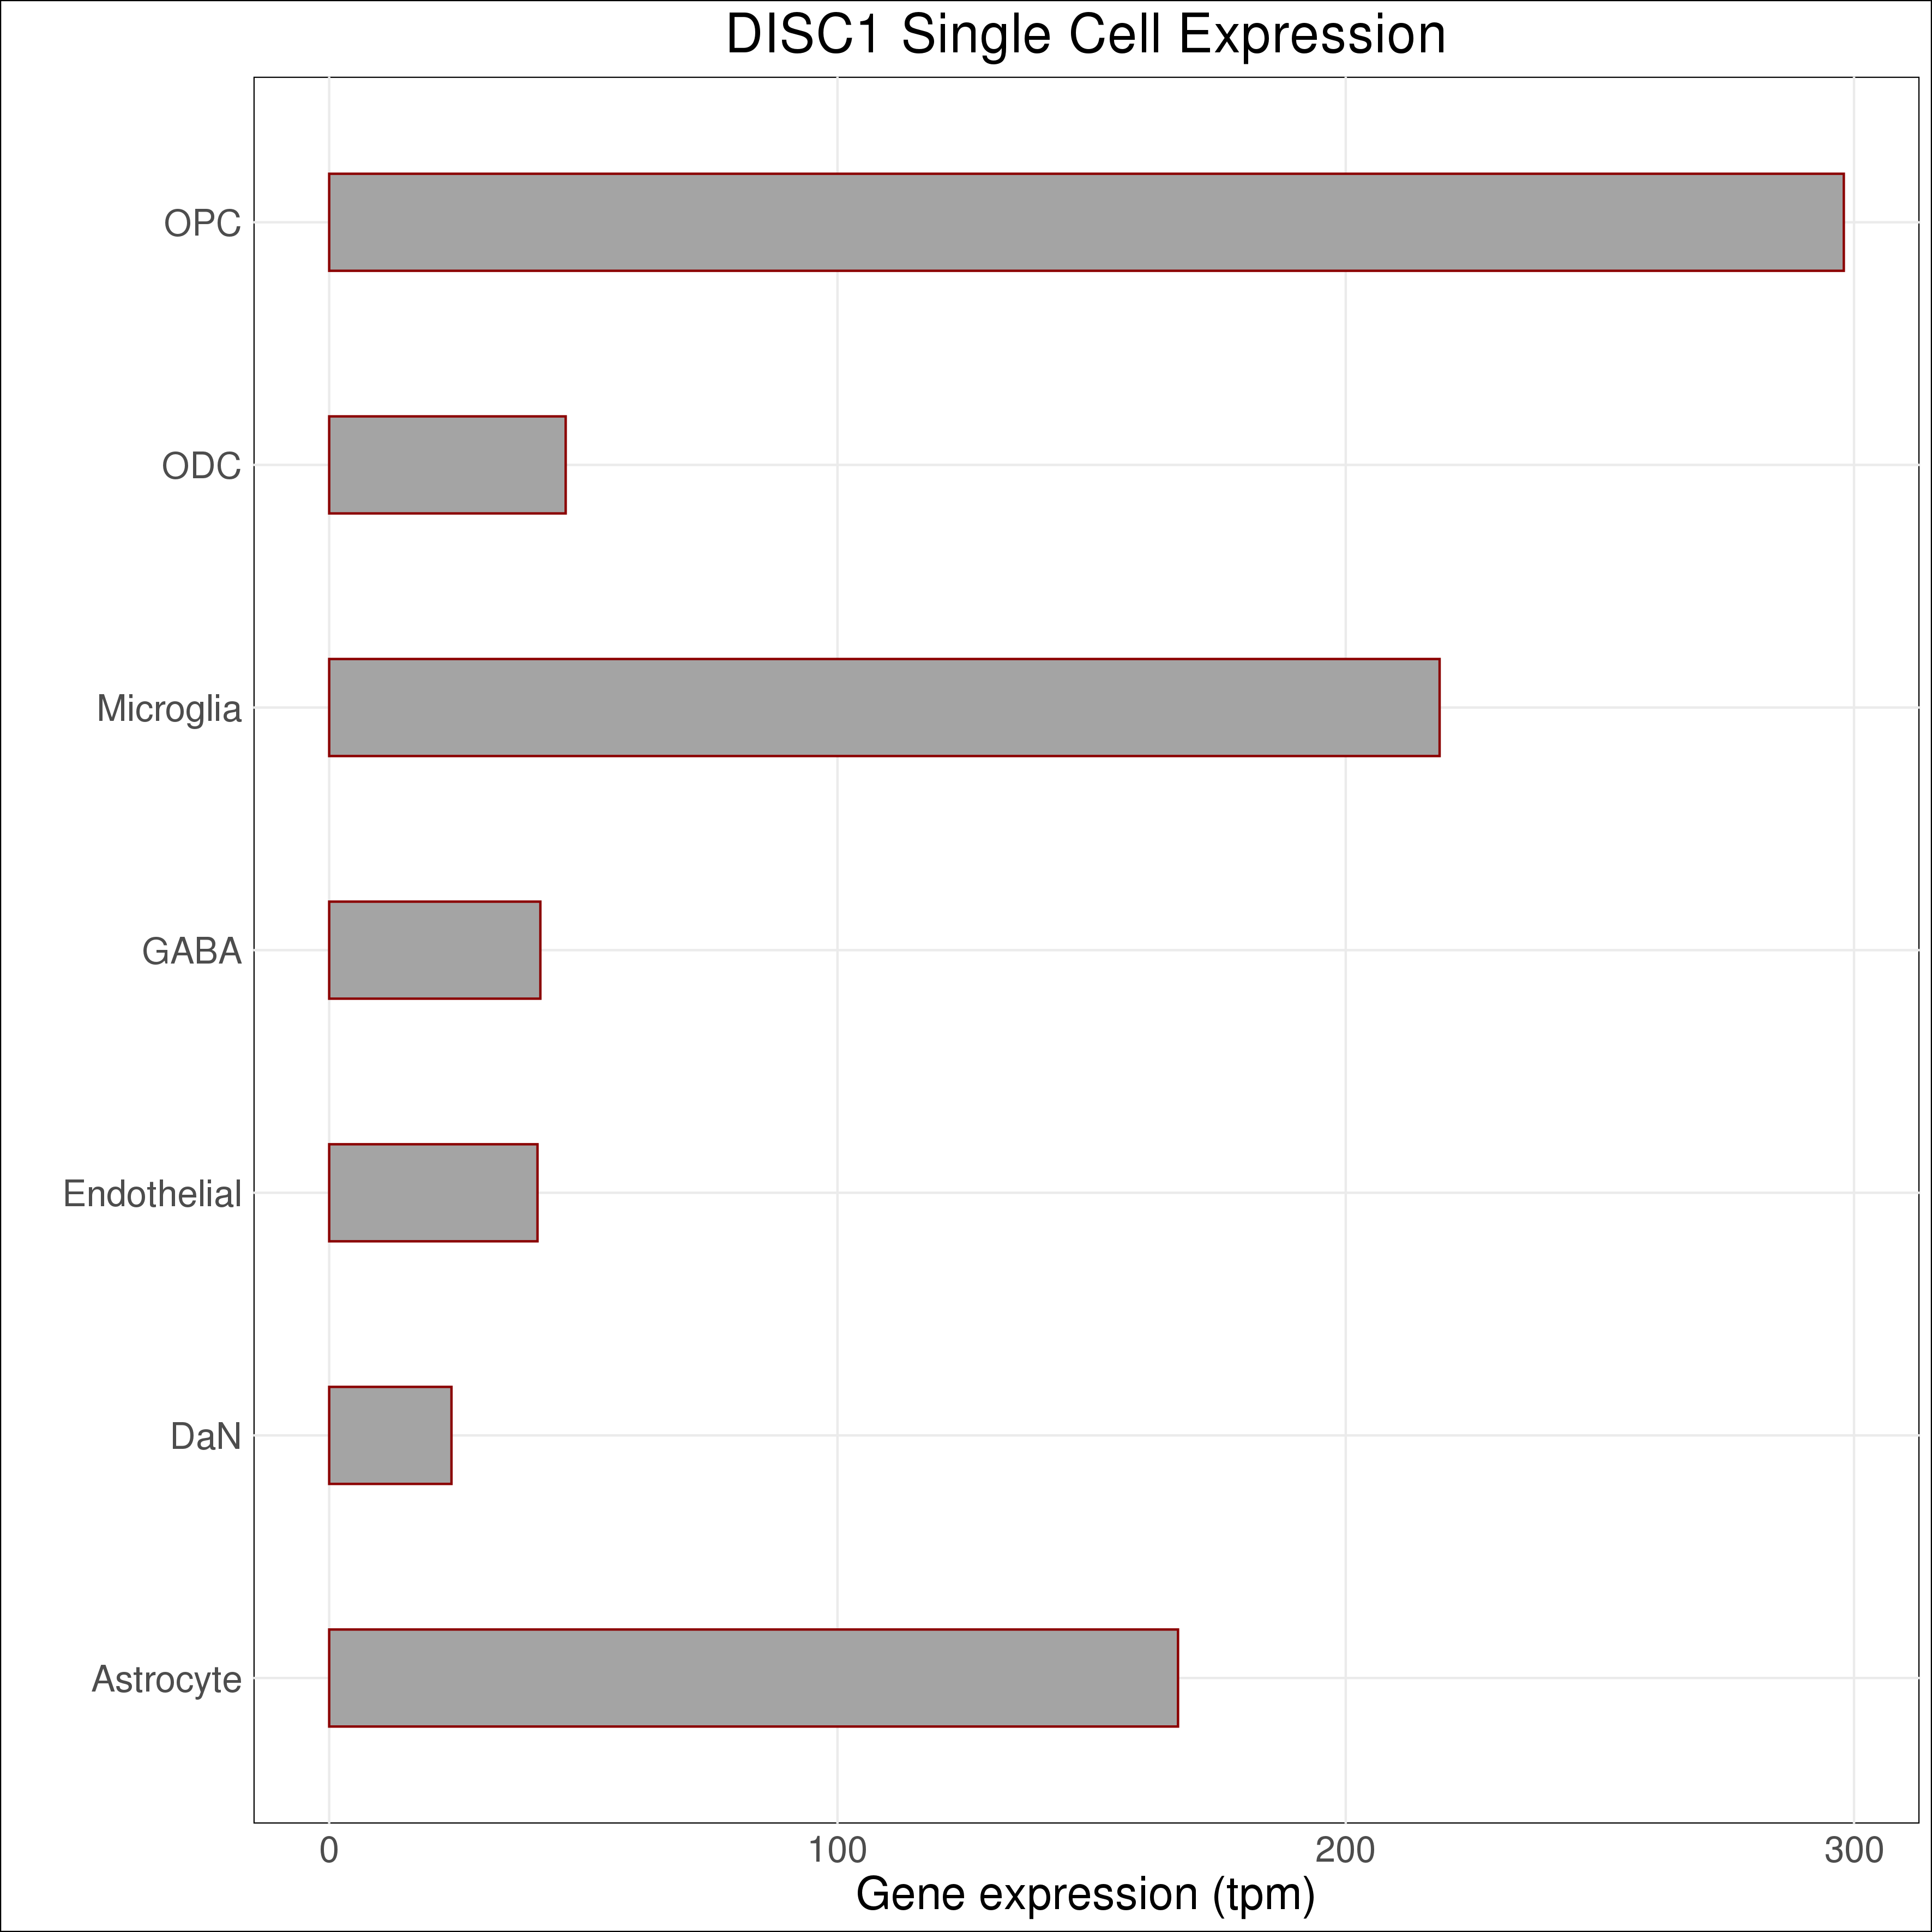 DISC1 Single Cell Expression
OPC
ODC
Microglia
GABA
Endothelial
DaN
Astrocyte
0 100 200 300
Gene expression (tpm)